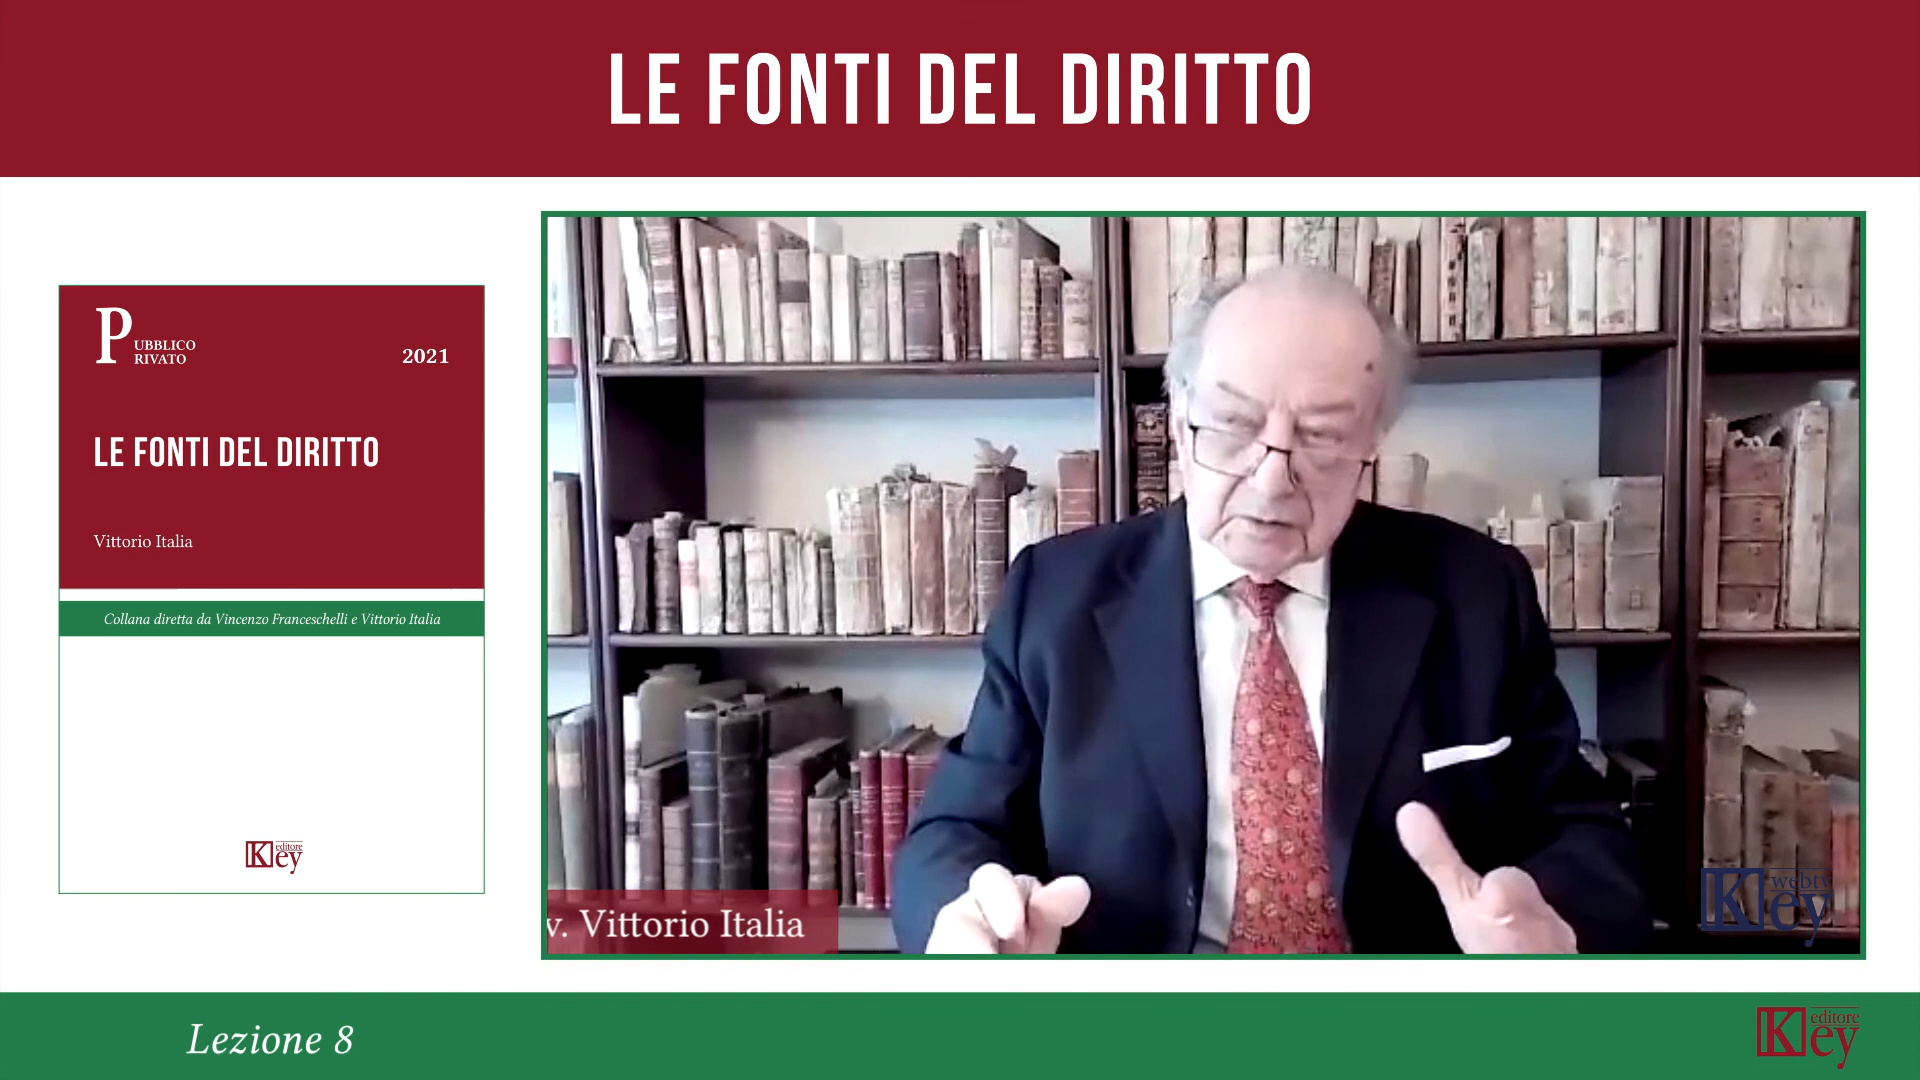 LE FONTI DEL DIRITTO
PUBBLICO
RIVATO
2021
LE FONTI DEL DIRITTO
Vittorio Italia
Collana diretta da Vincenzo Franceschelli e Vittorio Italia
Key editore
v. Vittorio Italia
Key webtv
Lezione 8
Key editore